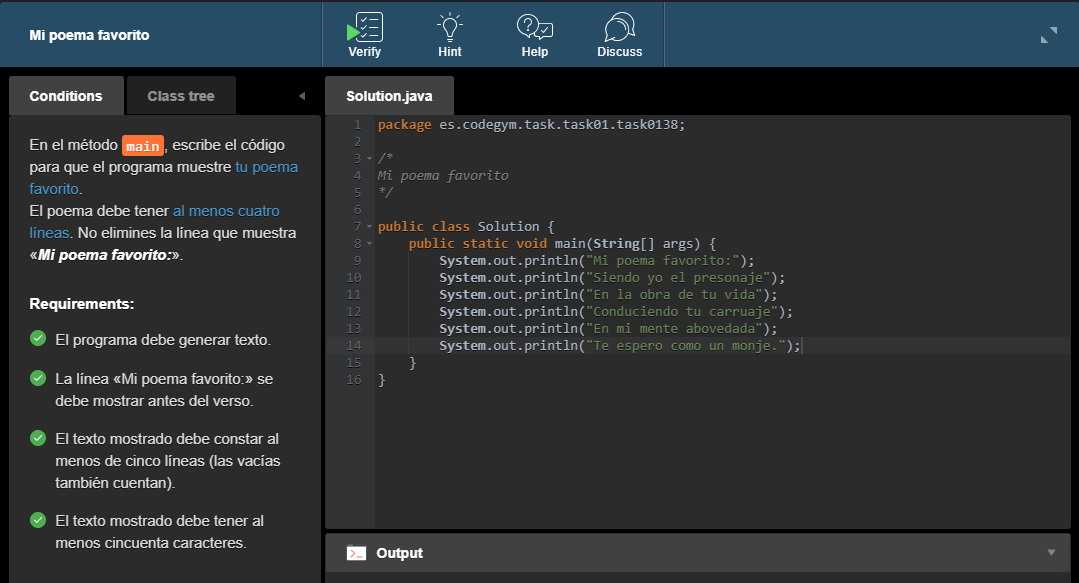 Mi poema favorito
Verify
Hint
Help
Discuss
Conditions
Class tree
En el método main, escribe el código
para que el programa muestre tu poema
favorito.
El poema debe tener al menos cuatro
líneas. No elimines la línea que muestra
«Mi poema favorito:».
Requirements:
El programa debe generar texto.
La línea «Mi poema favorito:» se
debe mostrar antes del verso.
El texto mostrado debe constar al
menos de cinco líneas (las vacías
también cuentan).
El texto mostrado debe tener al
menos cincuenta caracteres.
Solution.java
1 package es.codegym.task.task01.task0138;
2
3 /*
4 Mi poema favorito
5 */
6
7 public class Solution {
8 public static void main(String[] args) {
9 System.out.println("Mi poema favorito:");
10 System.out.println("Siendo yo el presonaje");
11 System.out.println("En la obra de tu vida");
12 System.out.println("Conduciendo tu carruaje");
13 System.out.println("En mi mente abovedada");
14 System.out.println("Te espero como un monje.");
15 }
16 }
Output